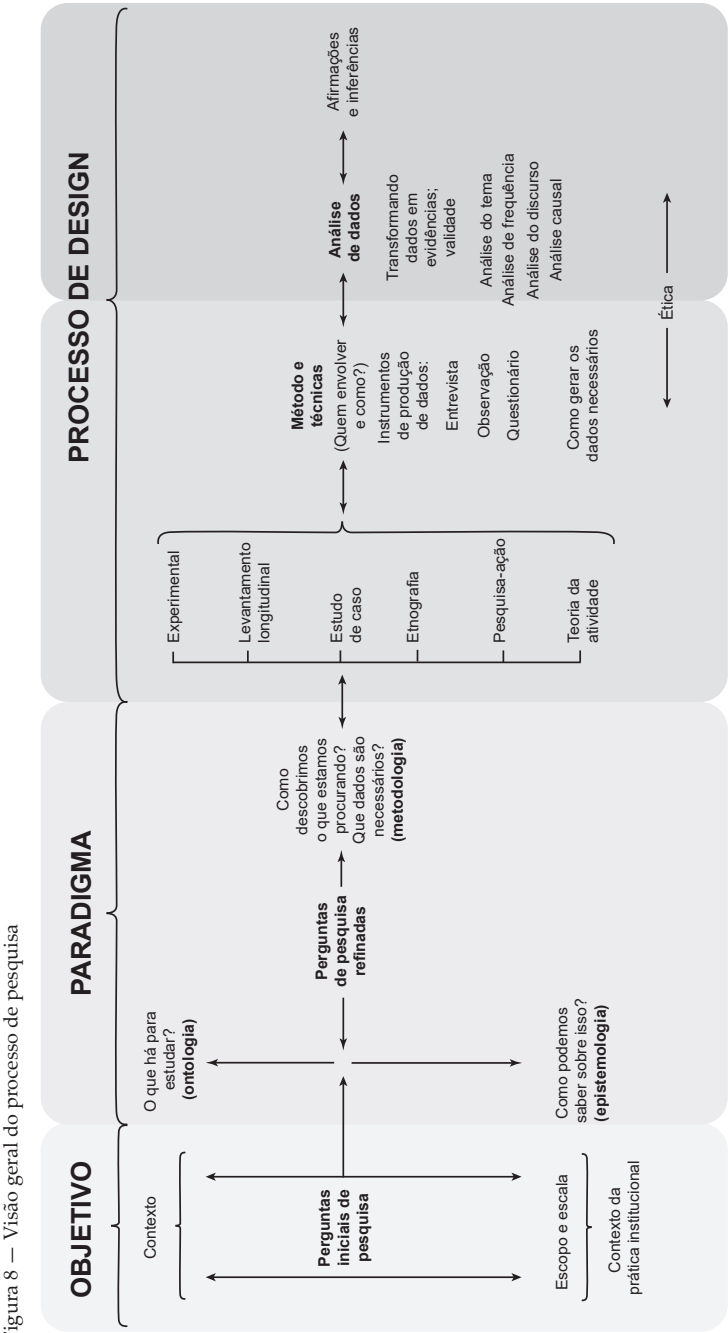 Figura 8 — Visão geral do processo de pesquisa
OBJETIVO
Contexto
Perguntas
iniciais de
pesquisa
Escopo e escala
Contexto da
prática institucional
PARADIGMA
O que há para
estudar?
(ontologia)
Como podemos
saber sobre isso?
(epistemologia)
Perguntas
de pesquisa
refinadas
Como
descobrimos
o que estamos
procurando?
Que dados são
necessários?
(metodologia)
PROCESSO DE DESIGN
Experimental
Levantamento
longitudinal
Estudo
de caso
Etnografia
Pesquisa-ação
Teoria da
atividade
Método e
técnicas
(Quem envolver
e como?)
Instrumentos
de produção
de dados:
Entrevista
Observação
Questionário
Como gerar os
dados necessários
Análise
de dados
Transformando
dados em
evidências;
validade
Análise do tema
Análise de frequência
Análise do discurso
Análise causal
Afirmações
e inferências
Ética